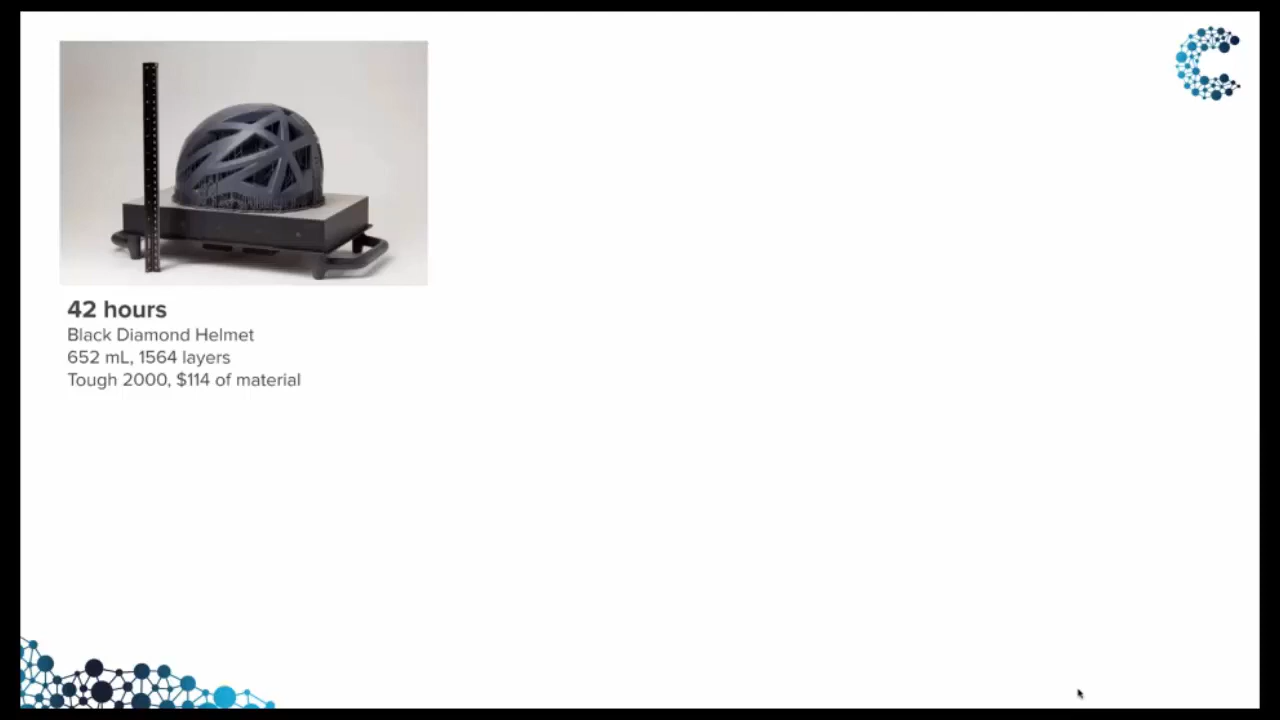 42 hours
Black Diamond Helmet
652 mL, 1564 layers
Tough 2000, $114 of material